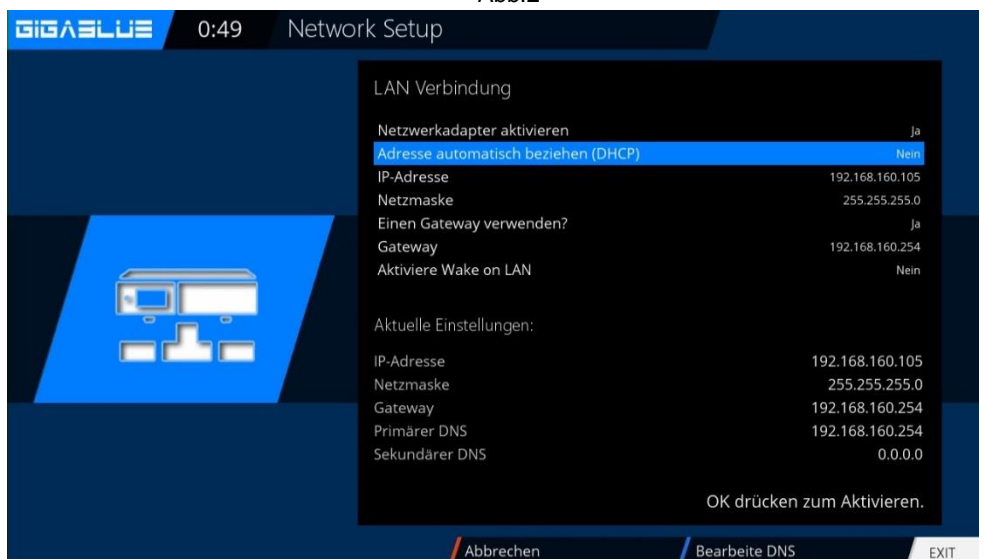 Abb.2
GIGABLUE 0:49 Network Setup
LAN Verbindung
Netzwerkadapter aktivieren Ja
Adresse automatisch beziehen (DHCP) Nein
IP-Adresse 192.168.160.105
Netzmaske 255.255.255.0
Einen Gateway verwenden? Ja
Gateway 192.168.160.254
Aktiviere Wake on LAN Nein
Aktuelle Einstellungen:
IP-Adresse 192.168.160.105
Netzmaske 255.255.255.0
Gateway 192.168.160.254
Primärer DNS 192.168.160.254
Sekundärer DNS 0.0.0.0
OK drücken zum Aktivieren.
Abbrechen Bearbeite DNS EXIT